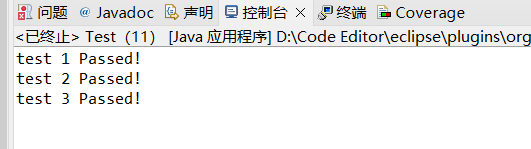 问题 @ Javadoc 声明 控制台 × 终端 Coverage
<已终止> Test（11） [Java 应用程序] D:\Code Editor\eclipse\plugins\org
test 1 Passed!
test 2 Passed!
test 3 Passed!